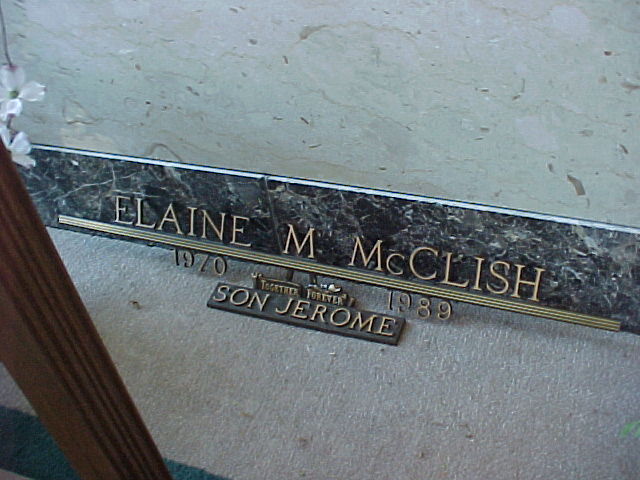 ELAINE M McCLISH
1970 1989
TOGETHER FOREVER
SON JEROME